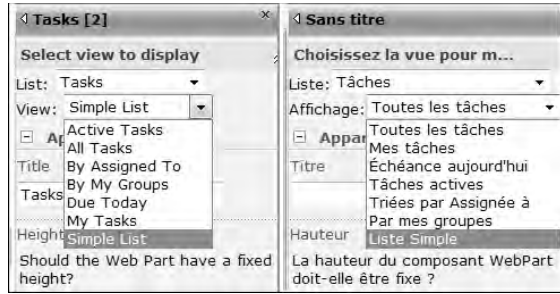 Tasks [2] ×
Select view to display
List: Tasks
View: Simple List
Active Tasks
All Tasks
By Assigned To
By My Groups
Due Today
My Tasks
Simple List
Ap
Title
Tasks
Height
Should the Web Part have a fixed
height?
Sans titre
Choisissez la vue pour m...
Liste: Tâches
Affichage: Toutes les tâches
Toutes les tâches
Mes tâches
Échéance aujourd'hui
Tâches actives
Triées par Assignée à
Par mes groupes
Liste Simple
Appar
Titre
Hauteur
La hauteur du composant WebPart
doit-elle être fixe ?